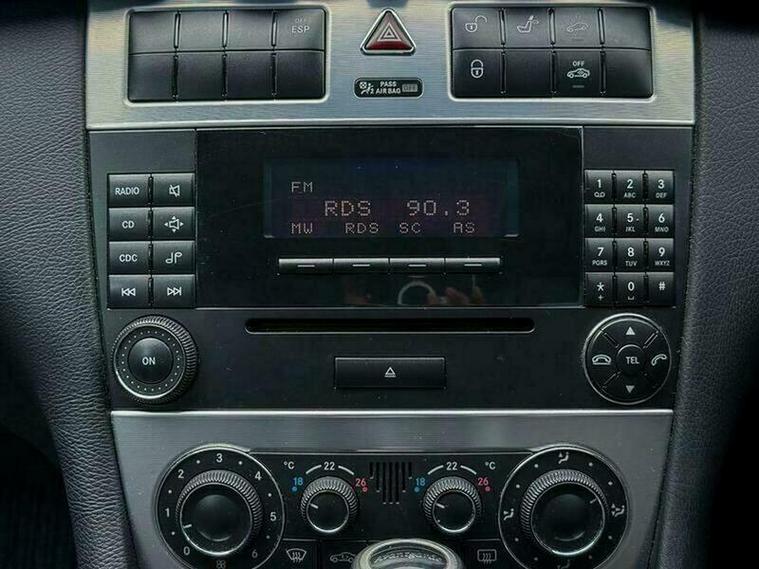 OFF
ESP
PASS
AIR BAG OFF
OFF
RADIO
CD
CDC
FM
RDS 90.3
MW RDS SC AS
1 2 ABC 3 DEF
4 GHI 5 JKL 6 MNO
7 PQRS 8 TUV 9 WXYZ
* 0 #
+
ON
TEL
0 1 2 3 4 5 6
°C
18 22 26
18 22 26
°C
Avantgarde